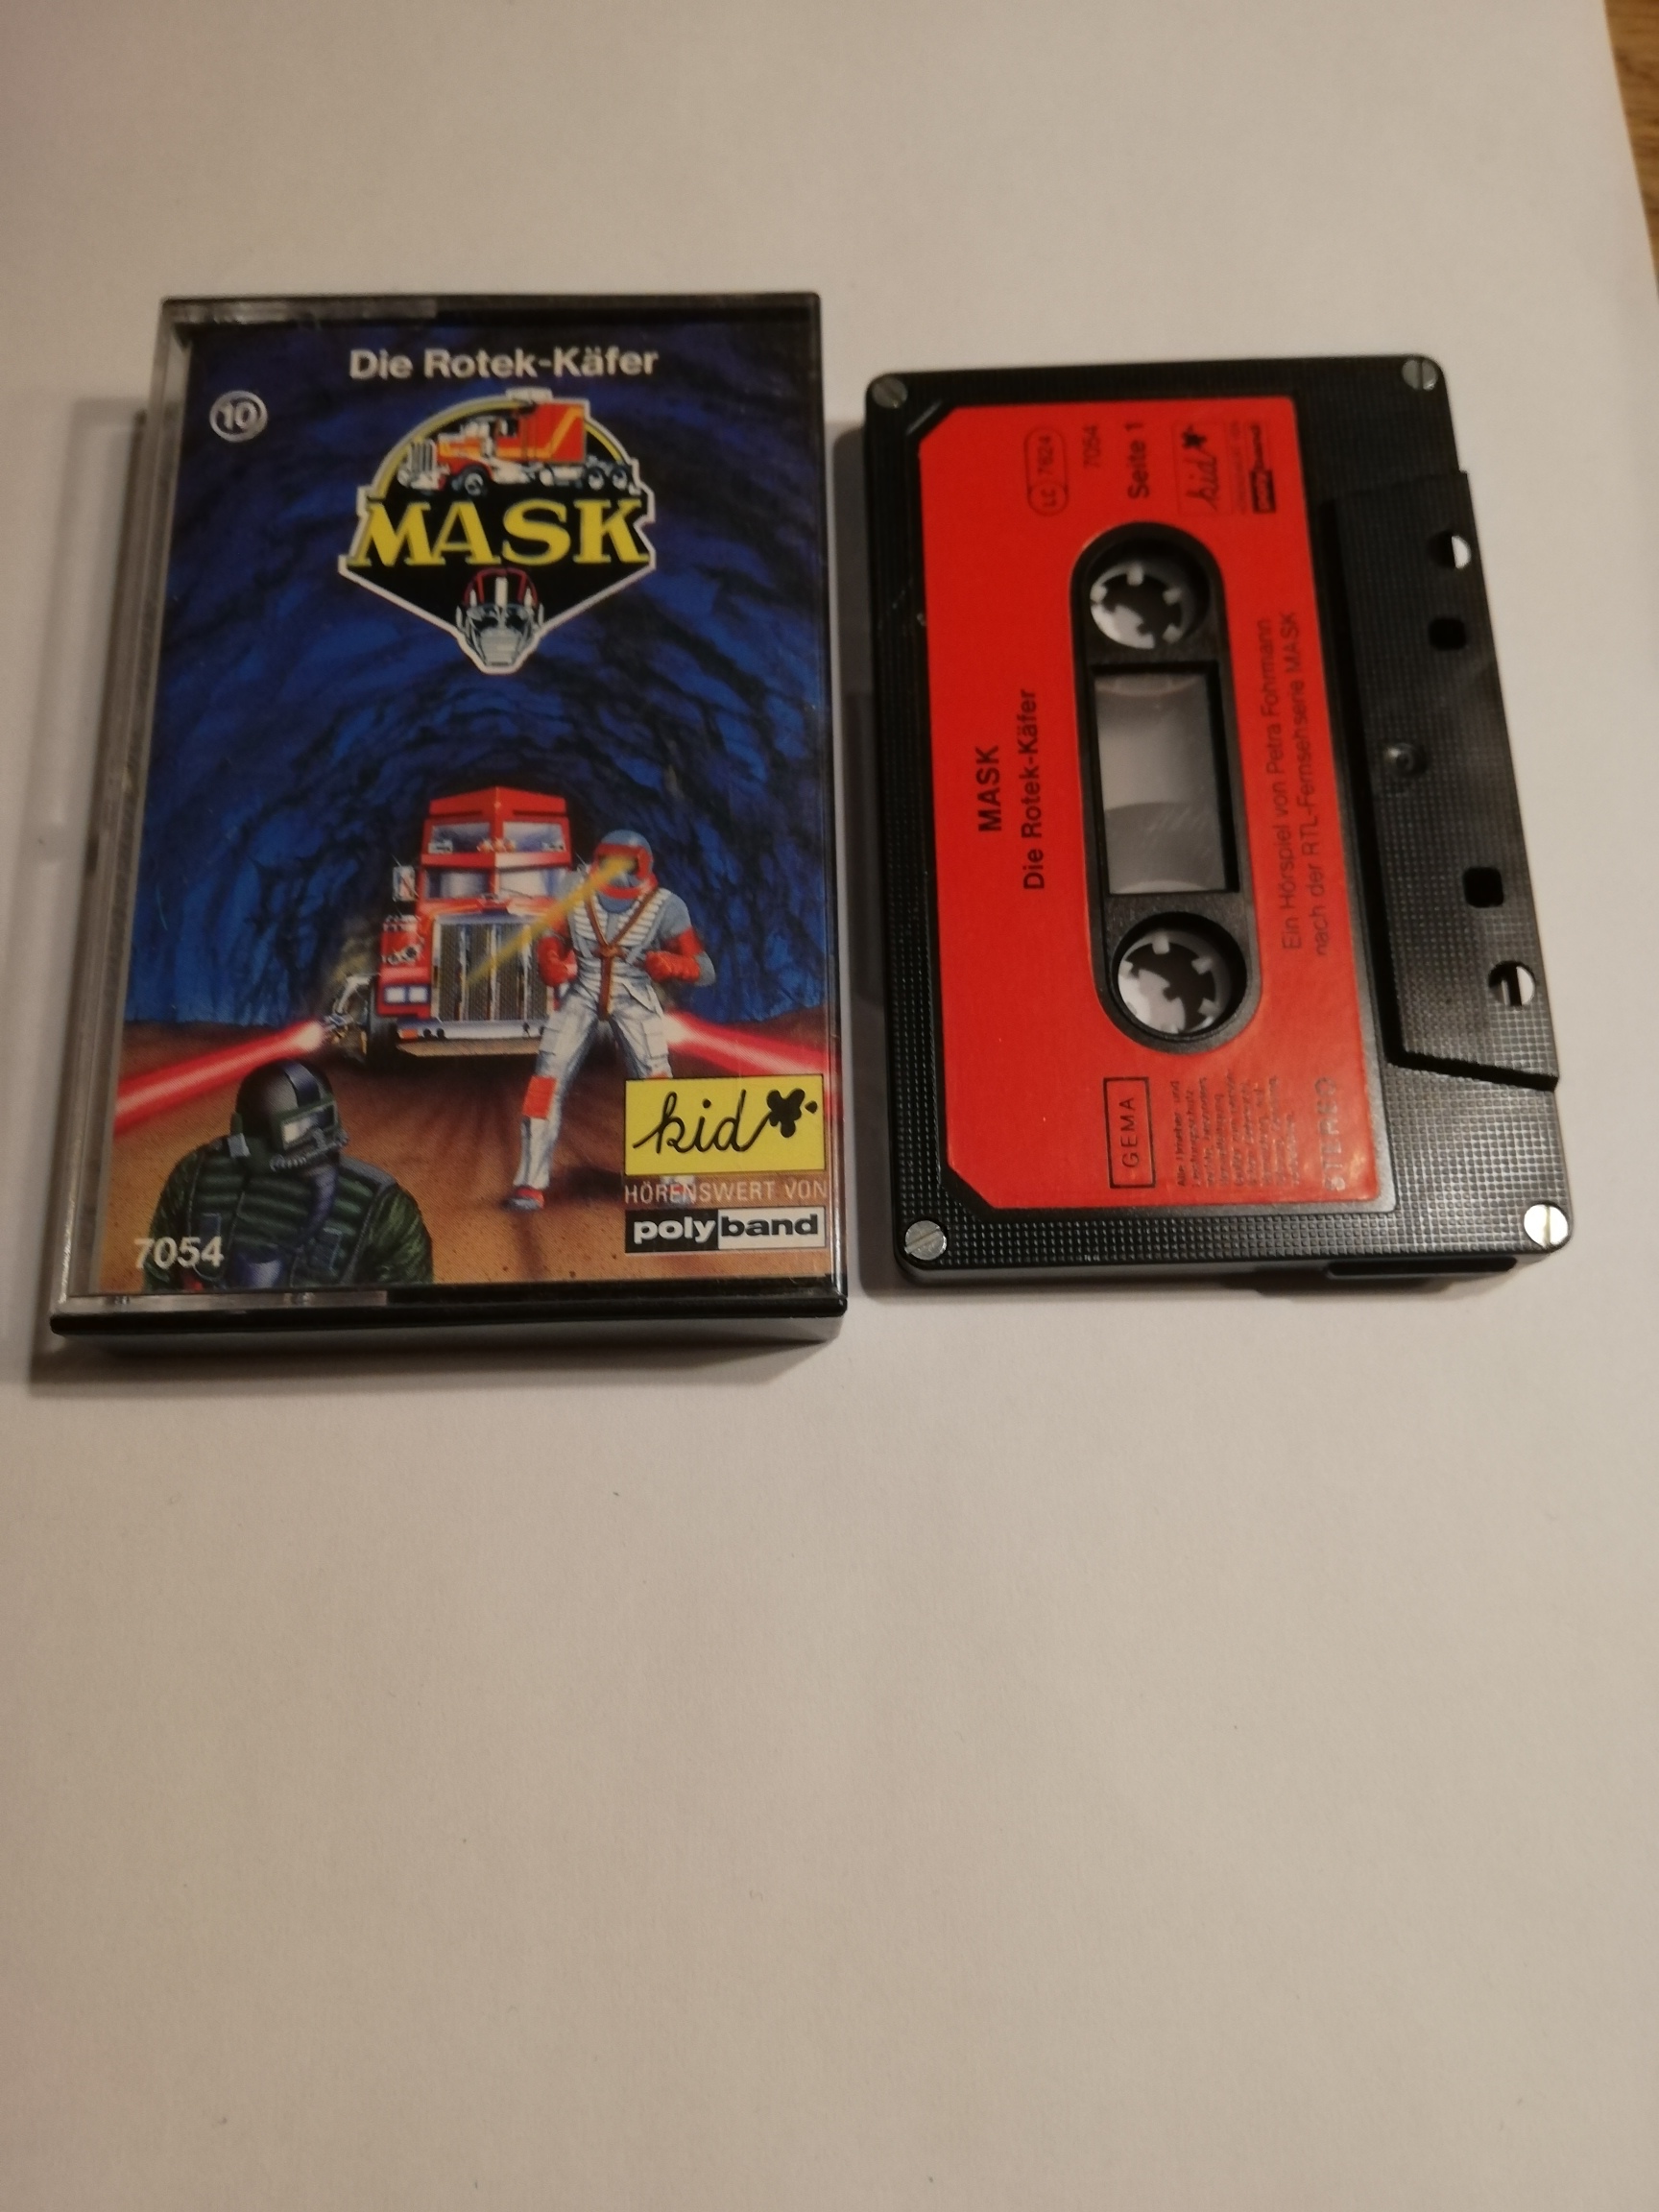 Die Rotek-Käfer
10
MASK
kid
HÖRENSWERT VON
polyband
7054
LC 7624
7054
Seite 1
kid
polyband
MASK
Die Rotek-Käfer
Ein Hörspiel von Petra Fohrmann
nach der RTL-Fernsehserie MASK
GEMA
STEREO